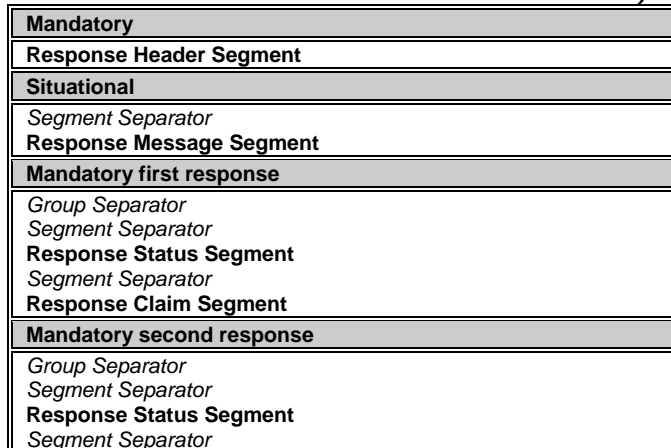 Mandatory
Response Header Segment
Situational
Segment Separator
Response Message Segment
Mandatory first response
Group Separator
Segment Separator
Response Status Segment
Segment Separator
Response Claim Segment
Mandatory second response
Group Separator
Segment Separator
Response Status Segment
Segment Separator